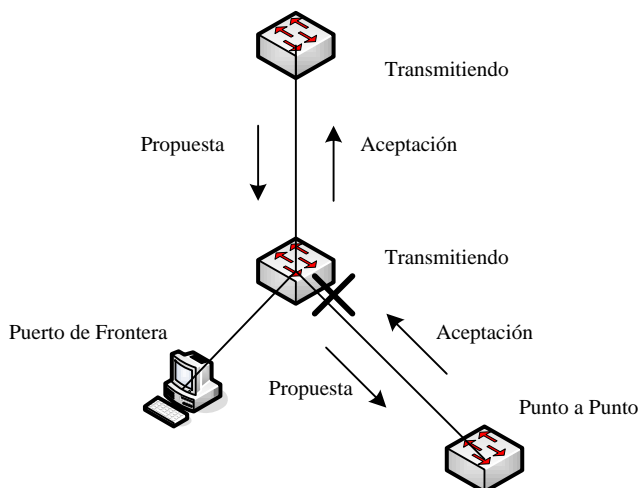 Transmitiendo
Propuesta
Aceptación
Transmitiendo
Puerto de Frontera
Aceptación
Propuesta
Punto a Punto